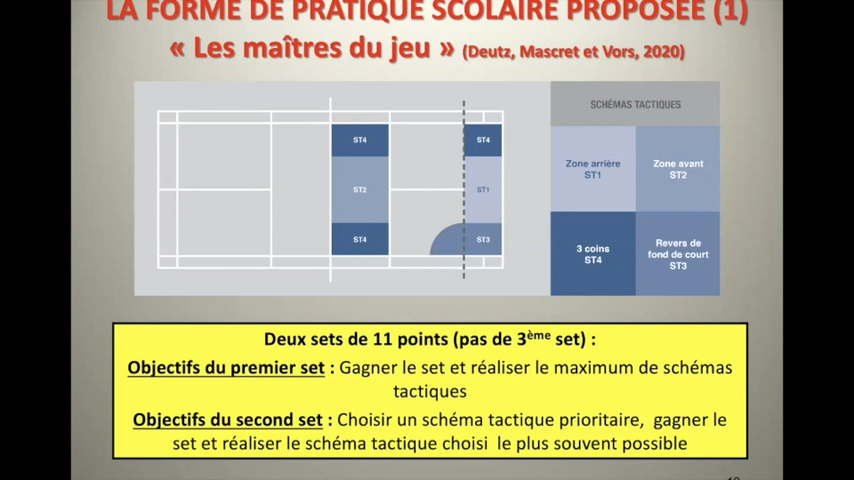 LA FORME DE PRATIQUE SCOLAIRE PROPOSÉE (1)
« Les maîtres du jeu » (Deutz, Mascret et Vors, 2020)
SCHÉMAS TACTIQUES
ST4
ST4
ST2
ST1
ST4
ST3
Zone arrière
ST1
Zone avant
ST2
3 coins
ST4
Revers de
fond de court
ST3
Deux sets de 11 points (pas de 3ème set) :
Objectifs du premier set : Gagner le set et réaliser le maximum de schémas
tactiques
Objectifs du second set : Choisir un schéma tactique prioritaire, gagner le
set et réaliser le schéma tactique choisi le plus souvent possible